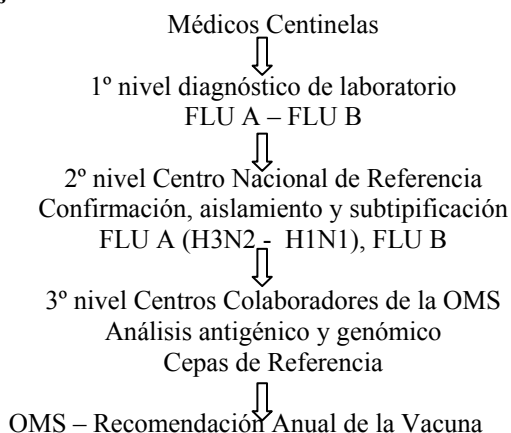 Médicos Centinelas
1º nivel diagnóstico de laboratorio
FLU A – FLU B
2º nivel Centro Nacional de Referencia
Confirmación, aislamiento y subtipificación
FLU A (H3N2 - H1N1), FLU B
3º nivel Centros Colaboradores de la OMS
Análisis antigénico y genómico
Cepas de Referencia
OMS – Recomendación Anual de la Vacuna